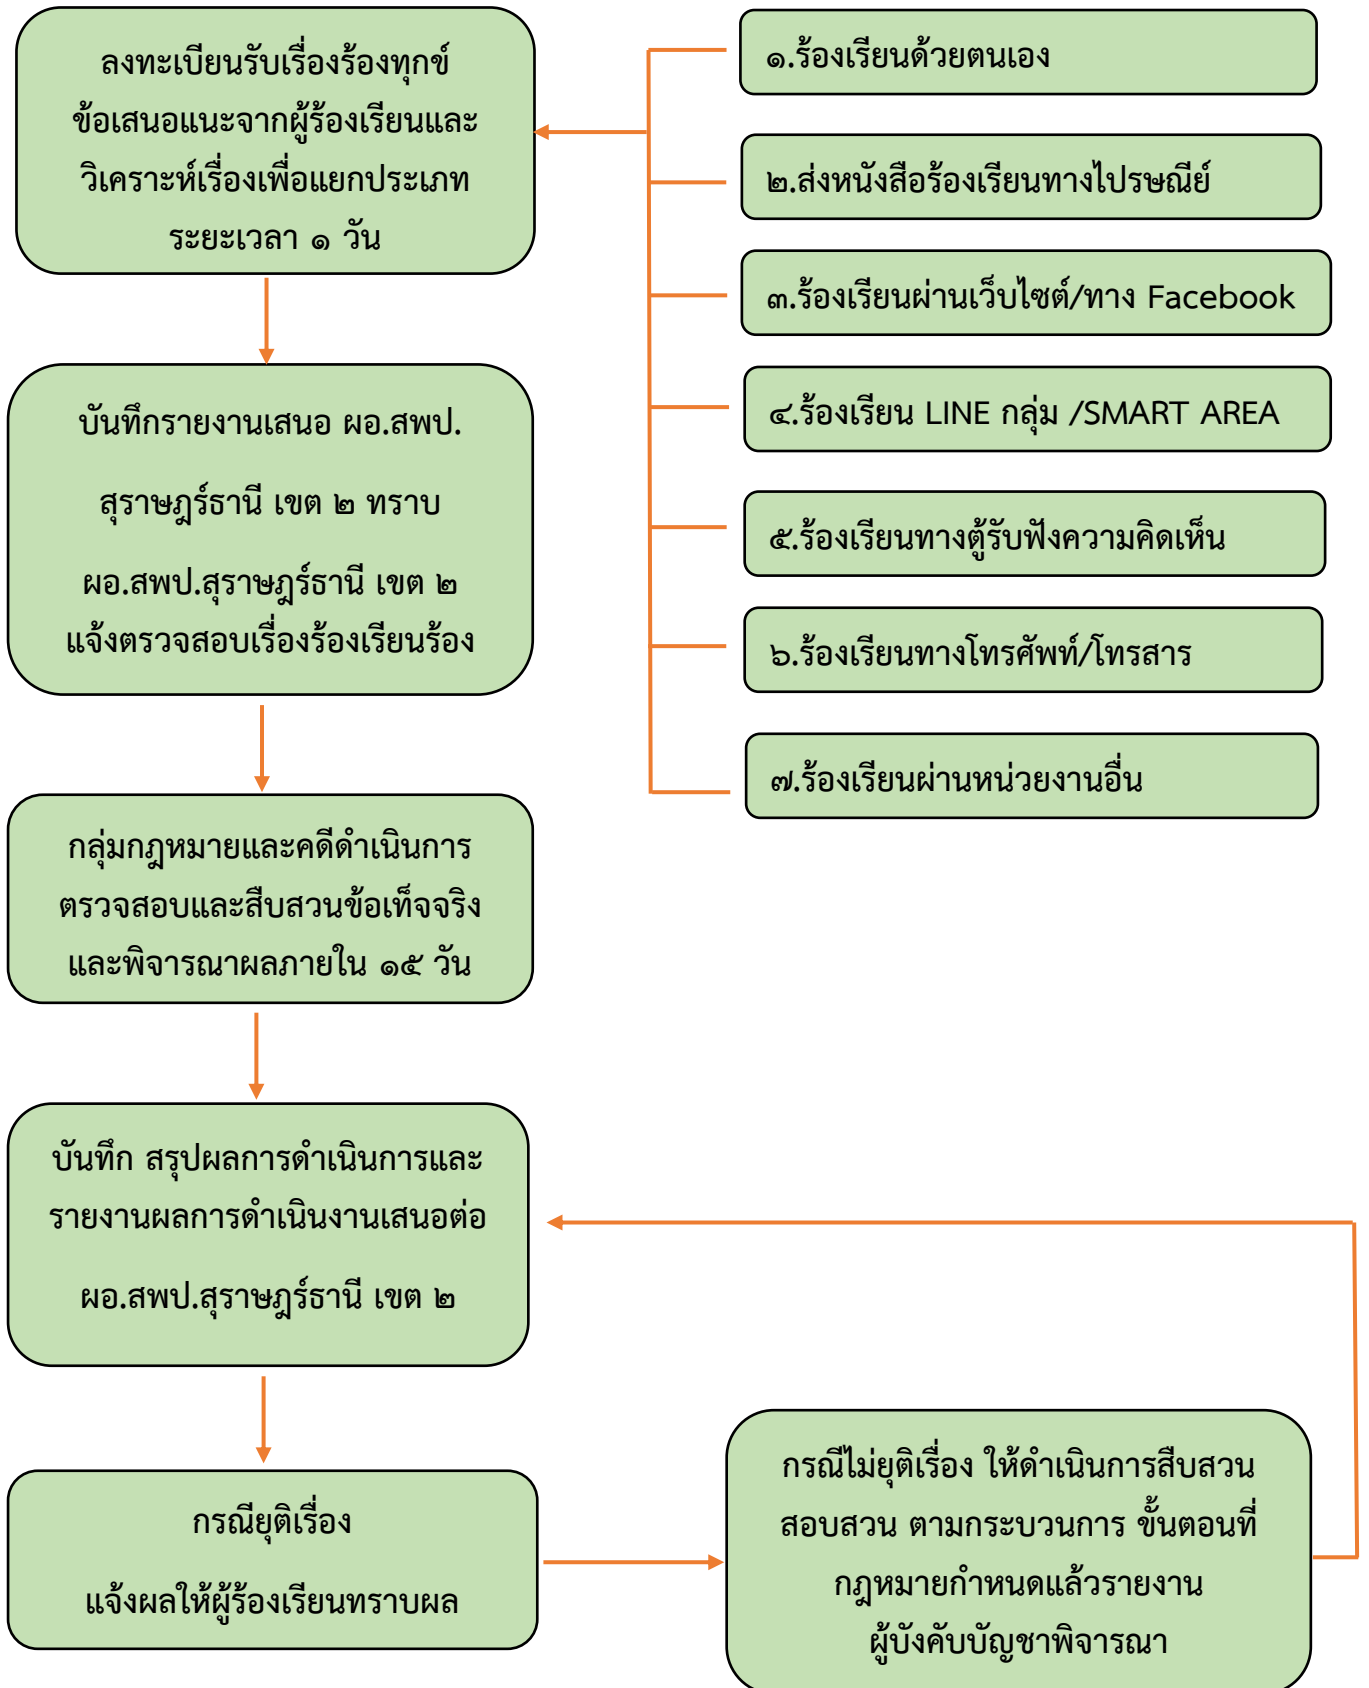 ลงทะเบียนรับเรื่องร้องทุกข์
ข้อเสนอแนะจากผู้ร้องเรียนและ
วิเคราะห์เรื่องเพื่อแยกประเภท
ระยะเวลา ๑ วัน
๑.ร้องเรียนด้วยตนเอง
๒.ส่งหนังสือร้องเรียนทางไปรษณีย์
๓.ร้องเรียนผ่านเว็บไซต์/ทาง Facebook
๔.ร้องเรียน LINE กลุ่ม /SMART AREA
๕.ร้องเรียนทางตู้รับฟังความคิดเห็น
๖.ร้องเรียนทางโทรศัพท์/โทรสาร
๗.ร้องเรียนผ่านหน่วยงานอื่น
บันทึกรายงานเสนอ ผอ.สพป.
สุราษฎร์ธานี เขต ๒ ทราบ
ผอ.สพป.สุราษฎร์ธานี เขต ๒
แจ้งตรวจสอบเรื่องร้องเรียนร้อง
กลุ่มกฎหมายและคดีดำเนินการ
ตรวจสอบและสืบสวนข้อเท็จจริง
และพิจารณาผลภายใน ๑๕ วัน
บันทึก สรุปผลการดำเนินการและ
รายงานผลการดำเนินงานเสนอต่อ
ผอ.สพป.สุราษฎร์ธานี เขต ๒
กรณียุติเรื่อง
แจ้งผลให้ผู้ร้องเรียนทราบผล
กรณีไม่ยุติเรื่อง ให้ดำเนินการสืบสวน
สอบสวน ตามกระบวนการ ขั้นตอนที่
กฎหมายกำหนดแล้วรายงาน
ผู้บังคับบัญชาพิจารณา